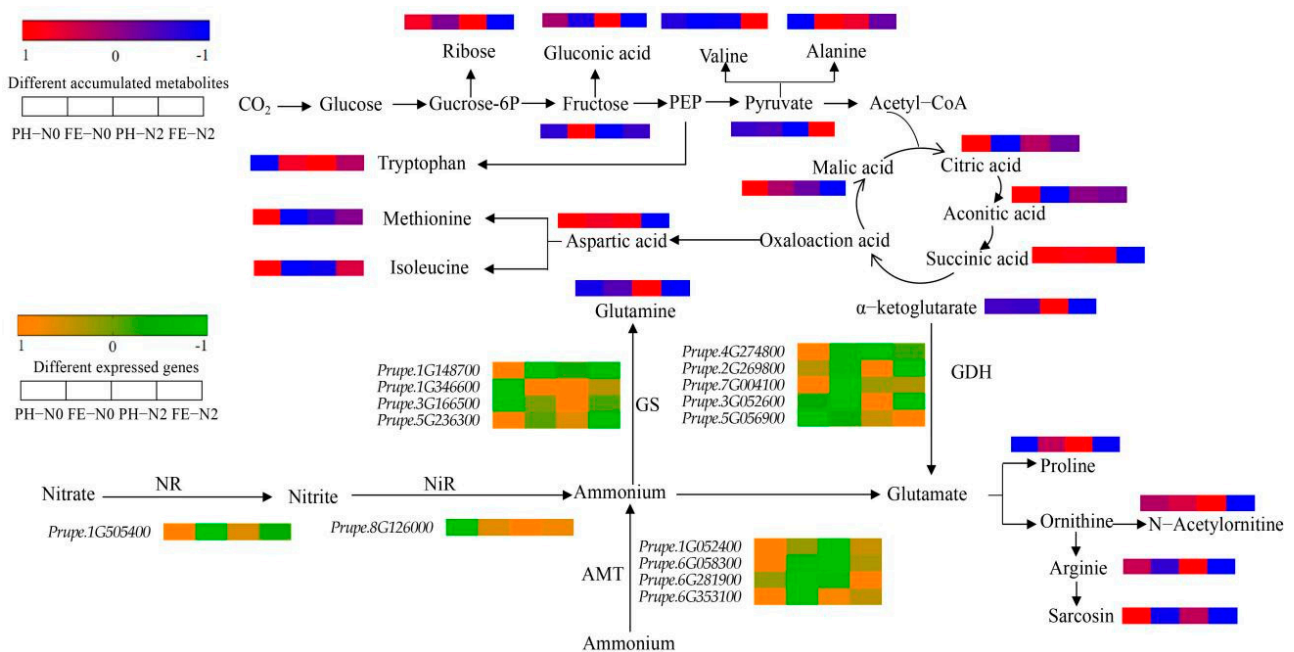 1 0 -1
Different accumulated metabolites
PH−N0 FE−N0 PH−N2 FE−N2
Ribose Gluconic acid Valine Alanine
CO2 Glucose Gucrose-6P Fructose PEP Pyruvate Acetyl−CoA
Tryptophan Malic acid Citric acid
Methionine Aconitic acid
Aspartic acid Oxaloaction acid
Isoleucine Succinic acid
Glutamine α−ketoglutarate
1 0 -1
Different expressed genes
PH−N0 FE−N0 PH−N2 FE−N2
Prupe.1G148700
Prupe.1G346600
Prupe.3G166500
Prupe.5G236300
GS
Prupe.4G274800
Prupe.2G269800
Prupe.7G004100
Prupe.3G052600
Prupe.5G056900
GDH
Proline
Nitrate NR Nitrite NiR Ammonium Glutamate
Ornithine N−Acetylornitine
Prupe.1G505400 Prupe.8G126000
AMT
Prupe.1G052400
Prupe.6G058300
Prupe.6G281900
Prupe.6G353100
Arginie
Sarcosin
Ammonium